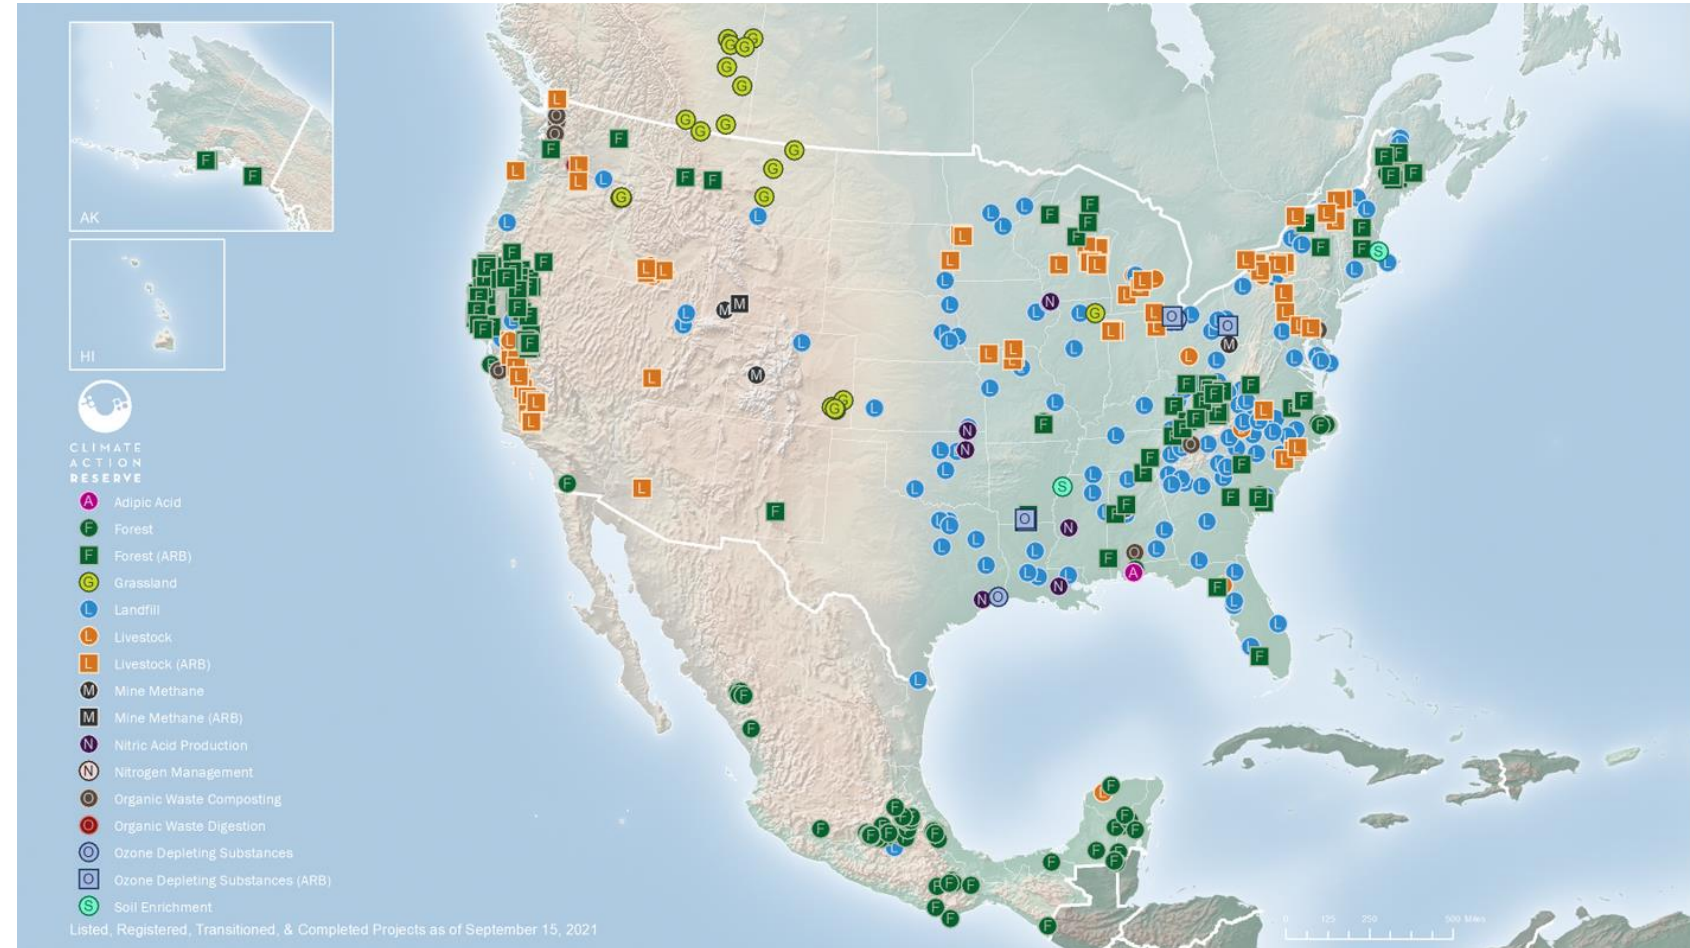 AK
HI
CLIMATE
ACTION
RESERVE
A Adipic Acid
F Forest
F Forest (ARB)
G Grassland
L Landfill
L Livestock
L Livestock (ARB)
M Mine Methane
M Mine Methane (ARB)
N Nitric Acid Production
N Nitrogen Management
O Organic Waste Composting
O Organic Waste Digestion
O Ozone Depleting Substances
O Ozone Depleting Substances (ARB)
S Soil Enrichment
Listed, Registered, Transitioned, & Completed Projects as of September 15, 2021
0 125 250 500 Miles